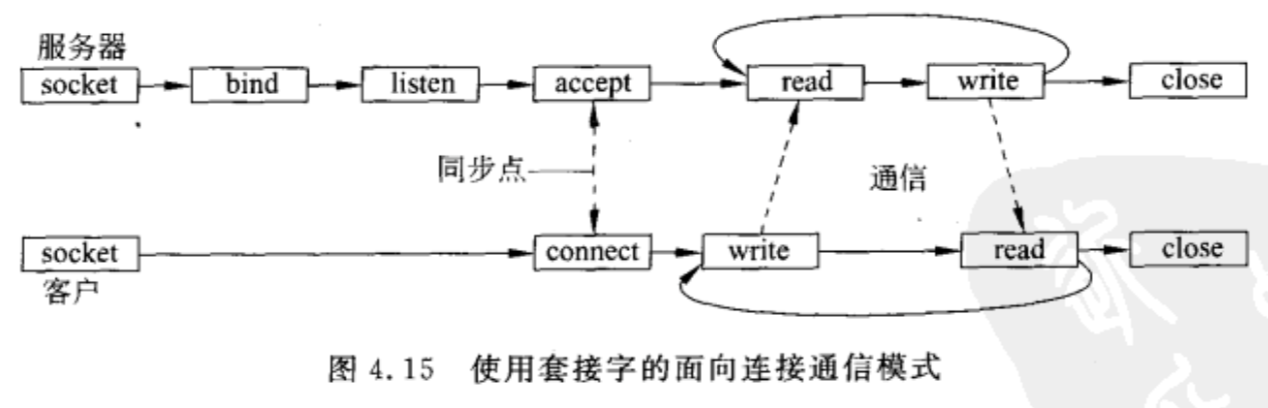 服务器
socket bind listen accept read write close
同步点
通信
socket connect write read close
客户
图 4.15 使用套接字的面向连接通信模式